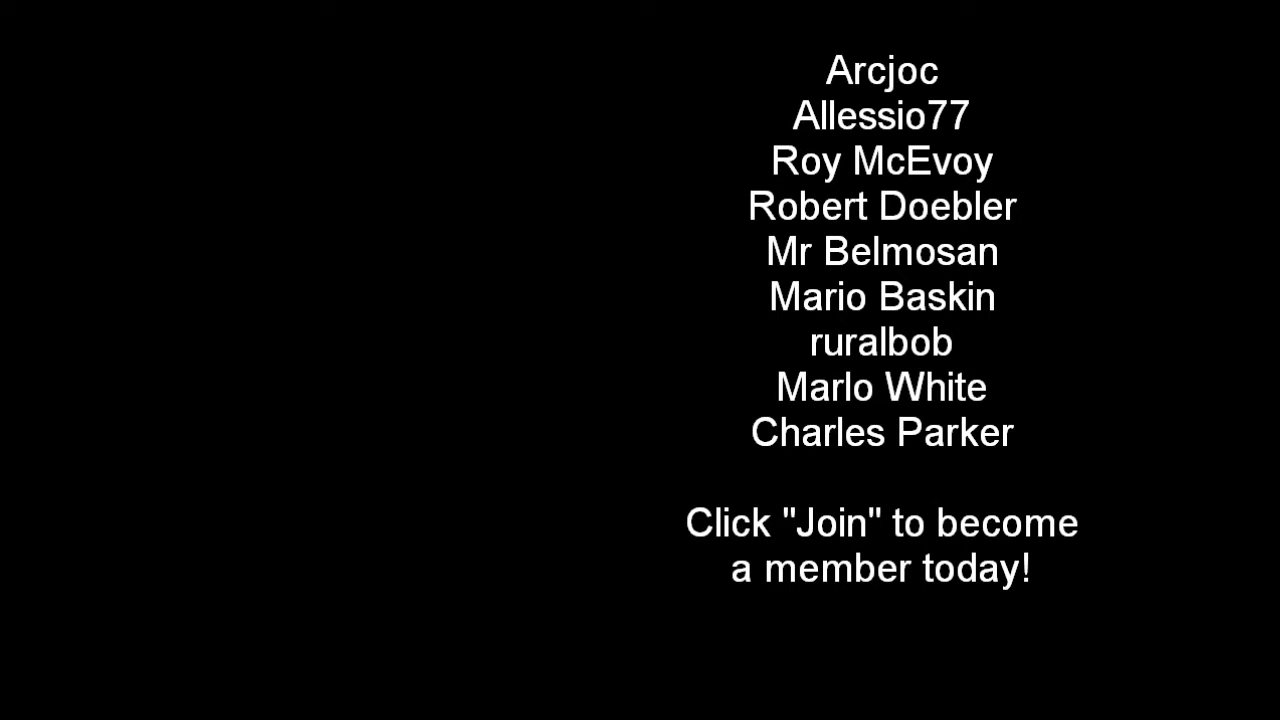 Arcjoc
Allessio77
Roy McEvoy
Robert Doebler
Mr Belmosan
Mario Baskin
ruralbob
Marlo White
Charles Parker
Click "Join" to become
a member today!